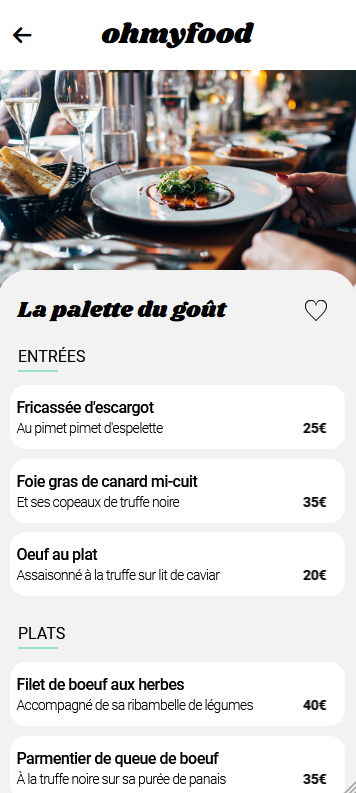 ohmyfood
La palette du goût
ENTRÉES
Fricassée d'escargot
Au pimet pimet d'espelette
25€
Foie gras de canard mi-cuit
Et ses copeaux de truffe noire
35€
Oeuf au plat
Assaisonné à la truffe sur lit de caviar
20€
PLATS
Filet de boeuf aux herbes
Accompagné de sa ribambelle de légumes
40€
Parmentier de queue de boeuf
À la truffe noire sur sa purée de panais
35€